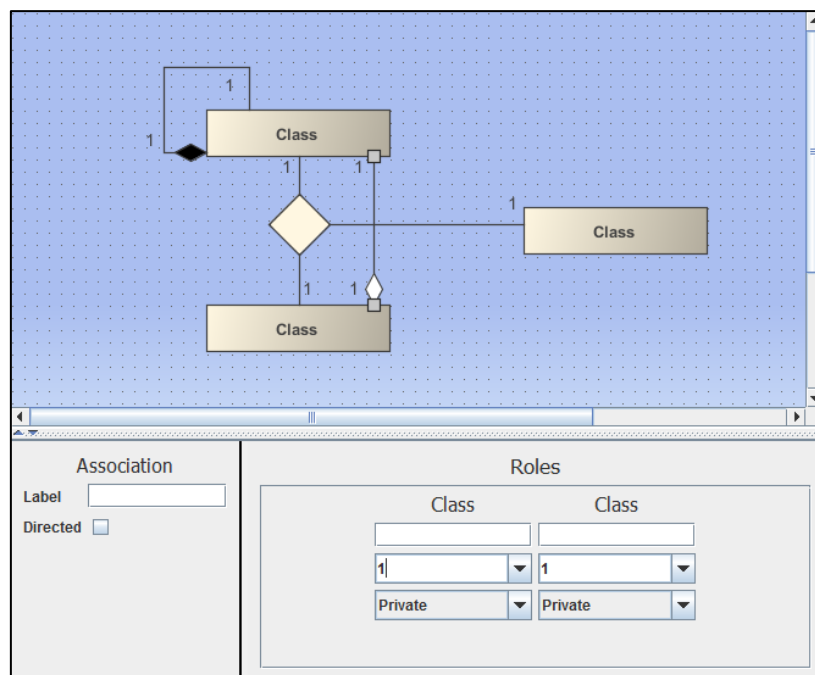 1
1
Class
1
1
1
Class
1
1
Class
Association
Label
Directed
Roles
Class
Class
1
1
Private
Private